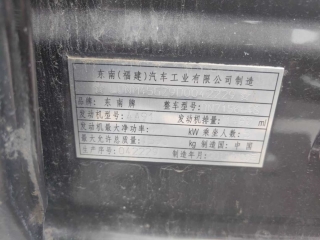 东南(福建)汽车工业有限公司制造
品牌: 东南牌 整车型号:
发动机型号: 发动机排量: ml
发动机最大净功率: kW 乘坐人数:
最大允许总质量: kg 制造国: 中国
生产序号: 制造年月: